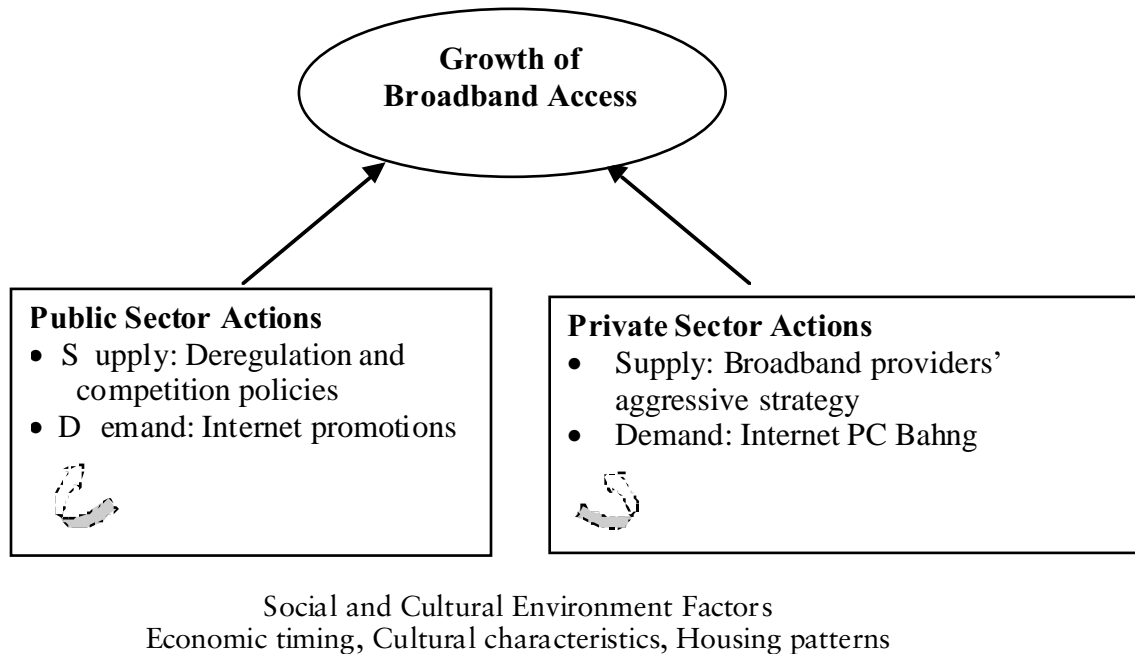 Growth of
Broadband Access
Public Sector Actions
• S upply: Deregulation and
competition policies
• D emand: Internet promotions
Private Sector Actions
• Supply: Broadband providers’
aggressive strategy
• Demand: Internet PC Bahng
Social and Cultural Environment Factors
Economic timing, Cultural characteristics, Housing patterns